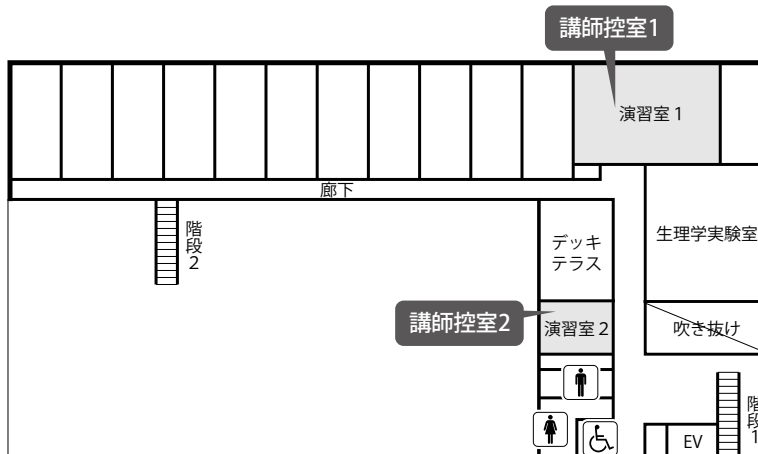 講師控室1
演習室 1
廊下
階段2
デッキ
テラス
生理学実験室
講師控室2
演習室 2
吹き抜け
階段1
EV